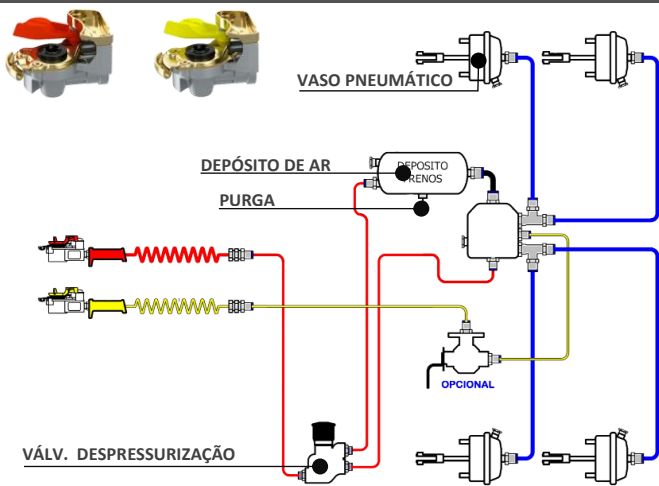 VASO PNEUMÁTICO
DEPÓSITO DE AR
DEPOSITO
FRENOS
PURGA
OPCIONAL
VÁLV. DESPRESSURIZAÇÃO